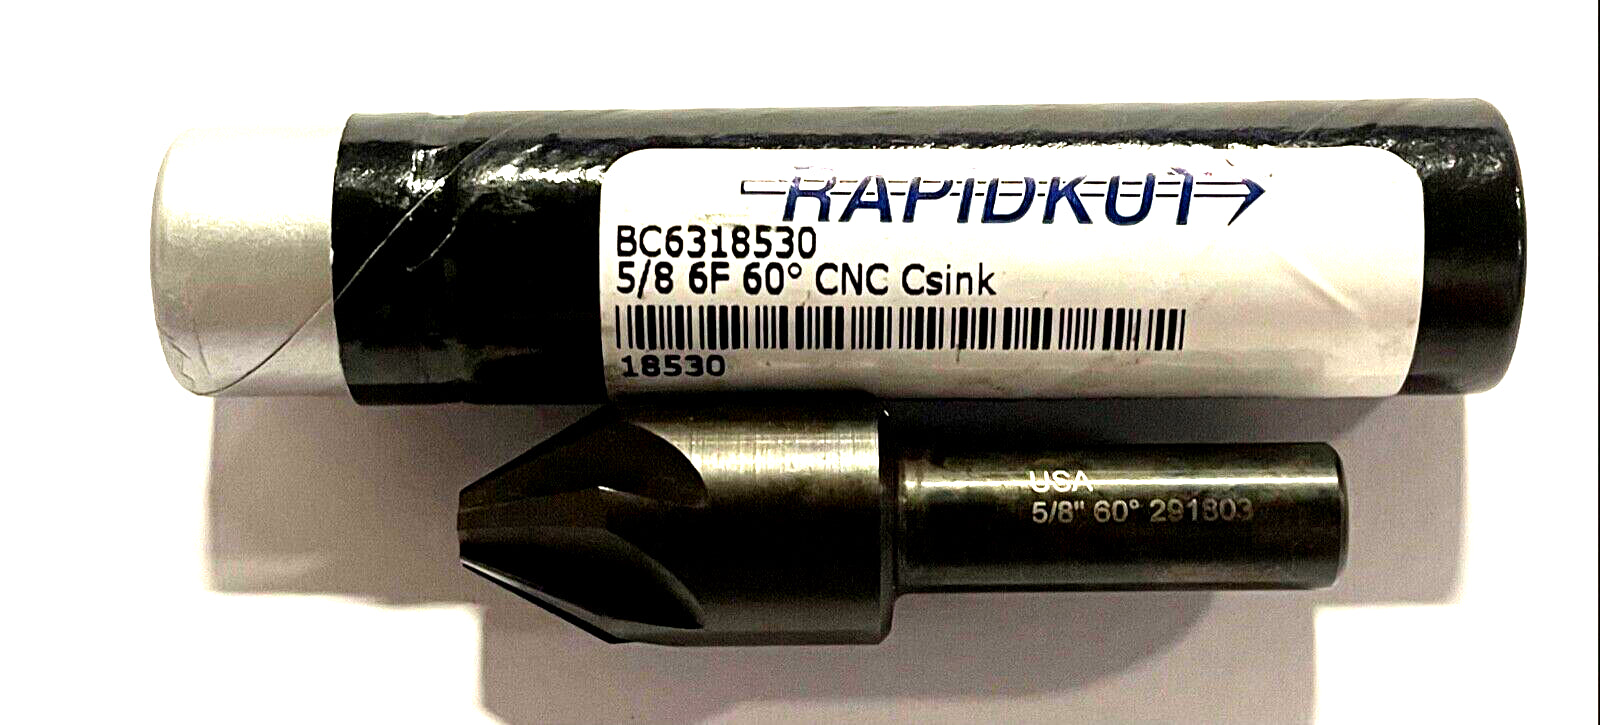 RAPIDKUT
BC6318530
5/8 6F 60° CNC Csink
18530
USA
5/8" 60° 291803